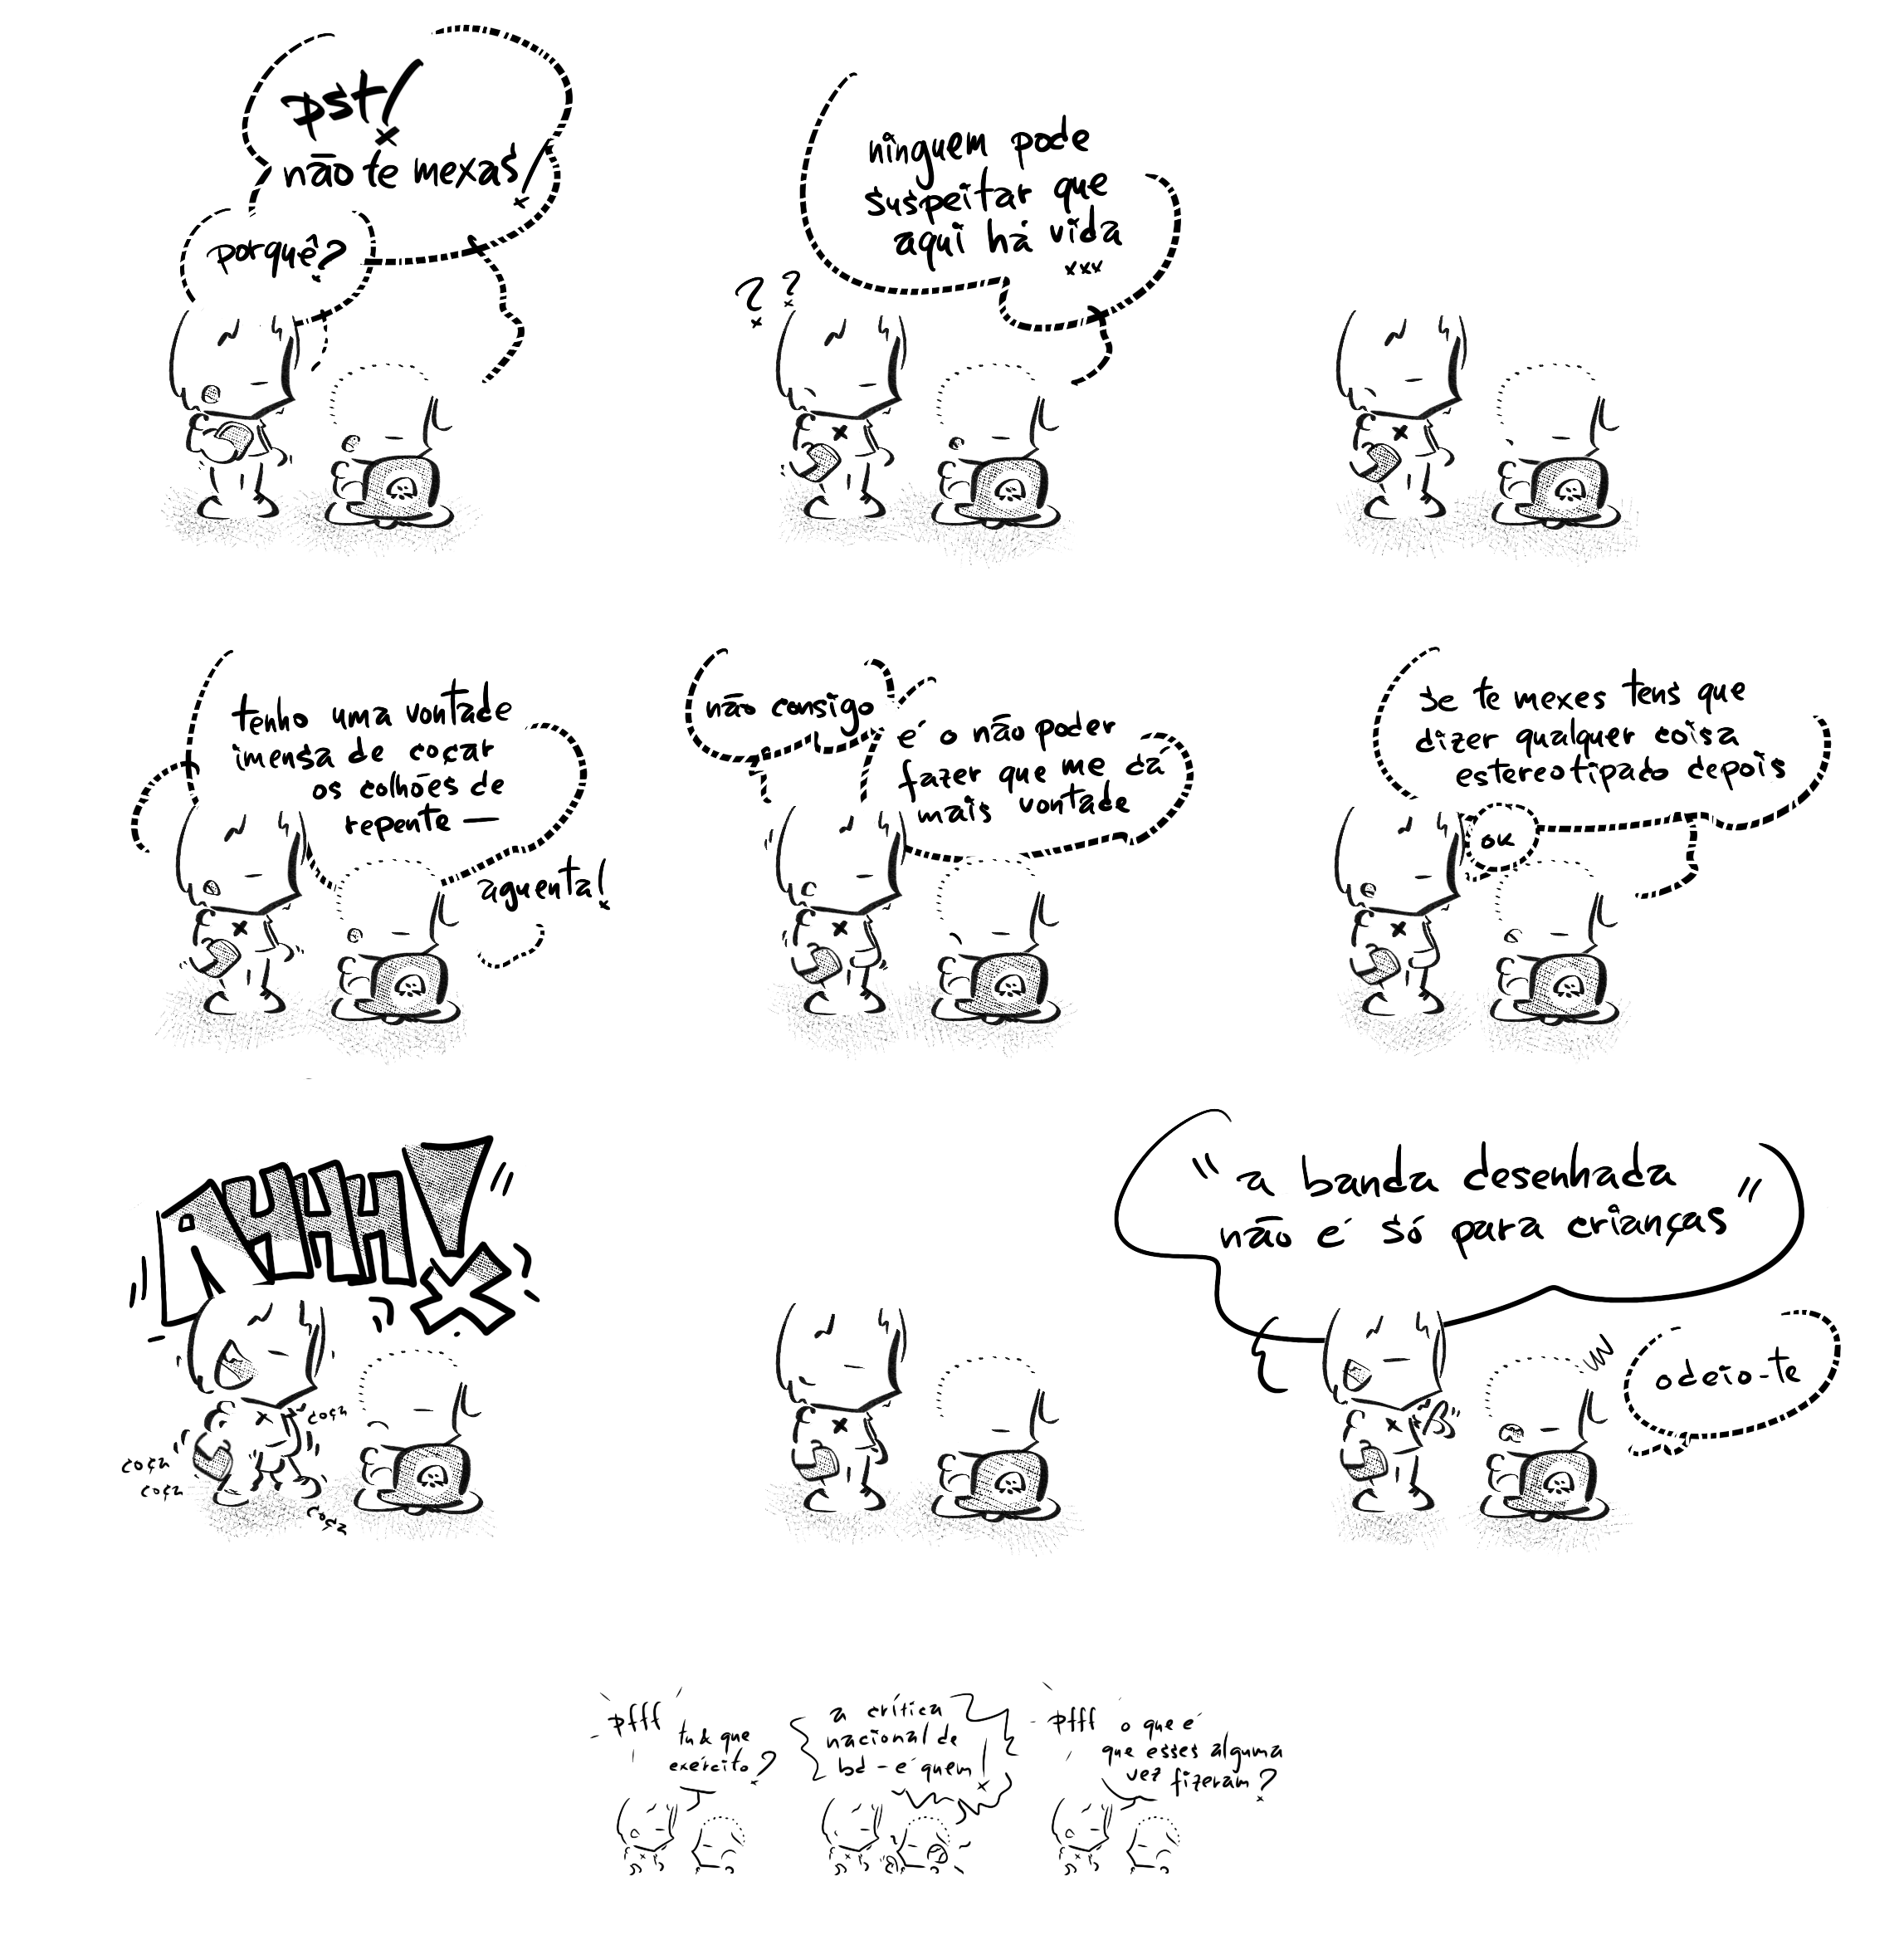 pst!
não te mexas!
porquê?
ninguem pode
suspeitar que
aqui há vida
xxx
? ?
tenho uma vontade
imensa de coçar
os colhões de
repente —
aguenta!
não consigo
é o não poder
fazer que me dá
mais vontade
se te mexes tens que
dizer qualquer coisa
estereotipado depois
ok
AHHH!
coça
coça
coça
coça
"a banda desenhada
não é só para crianças"
odeio-te
pfff
tu & que
exército?
a crítica
nacional de
bd - é quem!
pfff o que é
que esses alguma
vez fizeram?